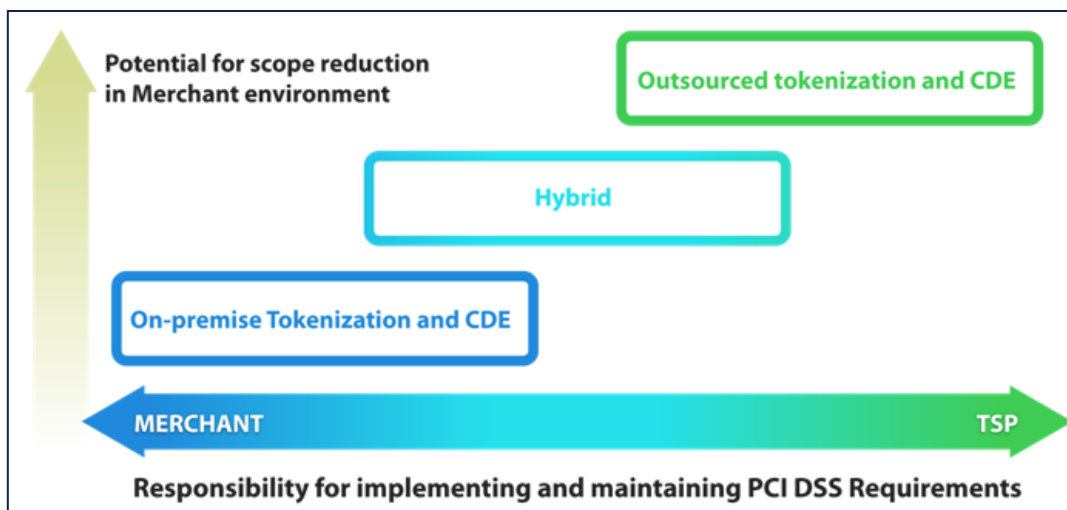 Potential for scope reduction
in Merchant environment
Outsourced tokenization and CDE
Hybrid
On-premise Tokenization and CDE
MERCHANT
TSP
Responsibility for implementing and maintaining PCI DSS Requirements